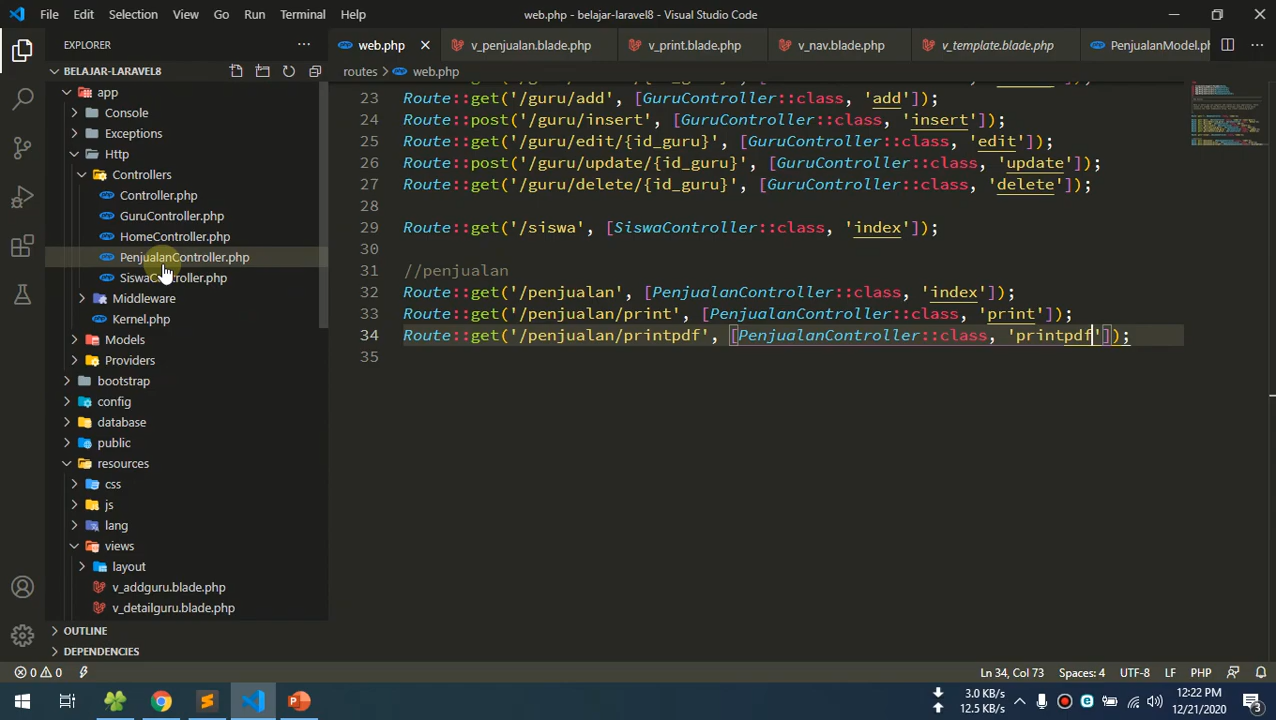 File Edit Selection View Go Run Terminal Help web.php - belajar-laravel8 - Visual Studio Code
EXPLORER
web.php v_penjualan.blade.php v_print.blade.php v_nav.blade.php v_template.blade.php PenjualanModel.ph
BELAJAR-LARAVEL8
routes > web.php
app
Console
Exceptions
Http
Controllers
Controller.php
GuruController.php
HomeController.php
PenjualanController.php
SiswaController.php
Middleware
Kernel.php
Models
Providers
bootstrap
config
database
public
resources
css
js
lang
views
layout
v_addguru.blade.php
v_detailguru.blade.php
OUTLINE
DEPENDENCIES
23 Route::get('/guru/add', [GuruController::class, 'add']);
24 Route::post('/guru/insert', [GuruController::class, 'insert']);
25 Route::get('/guru/edit/{id_guru}', [GuruController::class, 'edit']);
26 Route::post('/guru/update/{id_guru}', [GuruController::class, 'update']);
27 Route::get('/guru/delete/{id_guru}', [GuruController::class, 'delete']);
28
29 Route::get('/siswa', [SiswaController::class, 'index']);
30
31 //penjualan
32 Route::get('/penjualan', [PenjualanController::class, 'index']);
33 Route::get('/penjualan/print', [PenjualanController::class, 'print']);
34 Route::get('/penjualan/printpdf', [PenjualanController::class, 'printpdf']);
35
0 0 Ln 34, Col 73 Spaces: 4 UTF-8 LF PHP
3.0 KB/s
12.5 KB/s
12:22 PM
12/21/2020
3